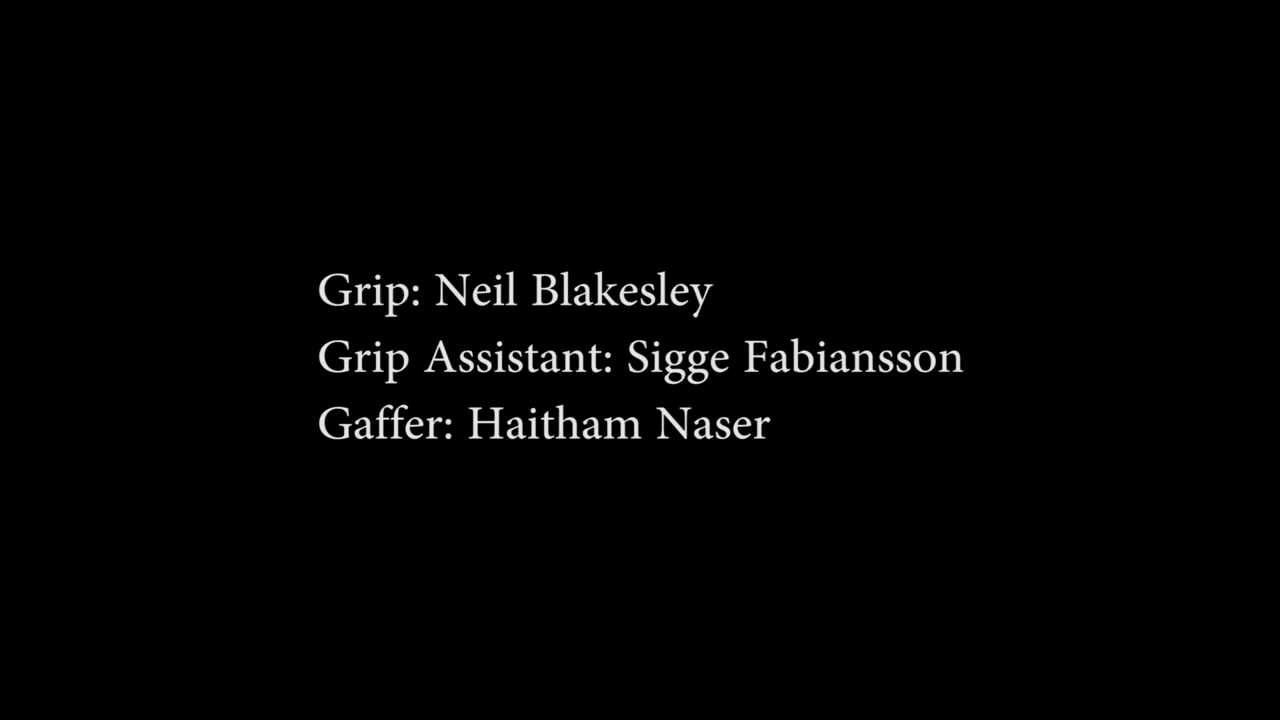 Grip: Neil Blakesley
Grip Assistant: Sigge Fabiansson
Gaffer: Haitham Naser